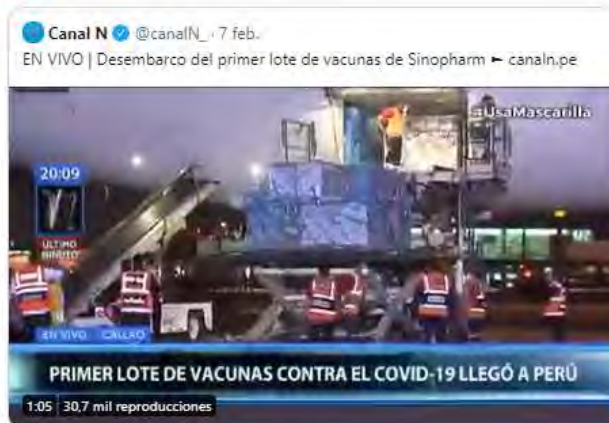 Canal N @canalN_ · 7 feb.
EN VIVO | Desembarco del primer lote de vacunas de Sinopharm ► canaln.pe
#UsaMascarilla
20:09
ULTIMO
MINUTO
EN VIVO CALLAO
PRIMER LOTE DE VACUNAS CONTRA EL COVID-19 LLEGÓ A PERÚ
1:05 30,7 mil reproducciones